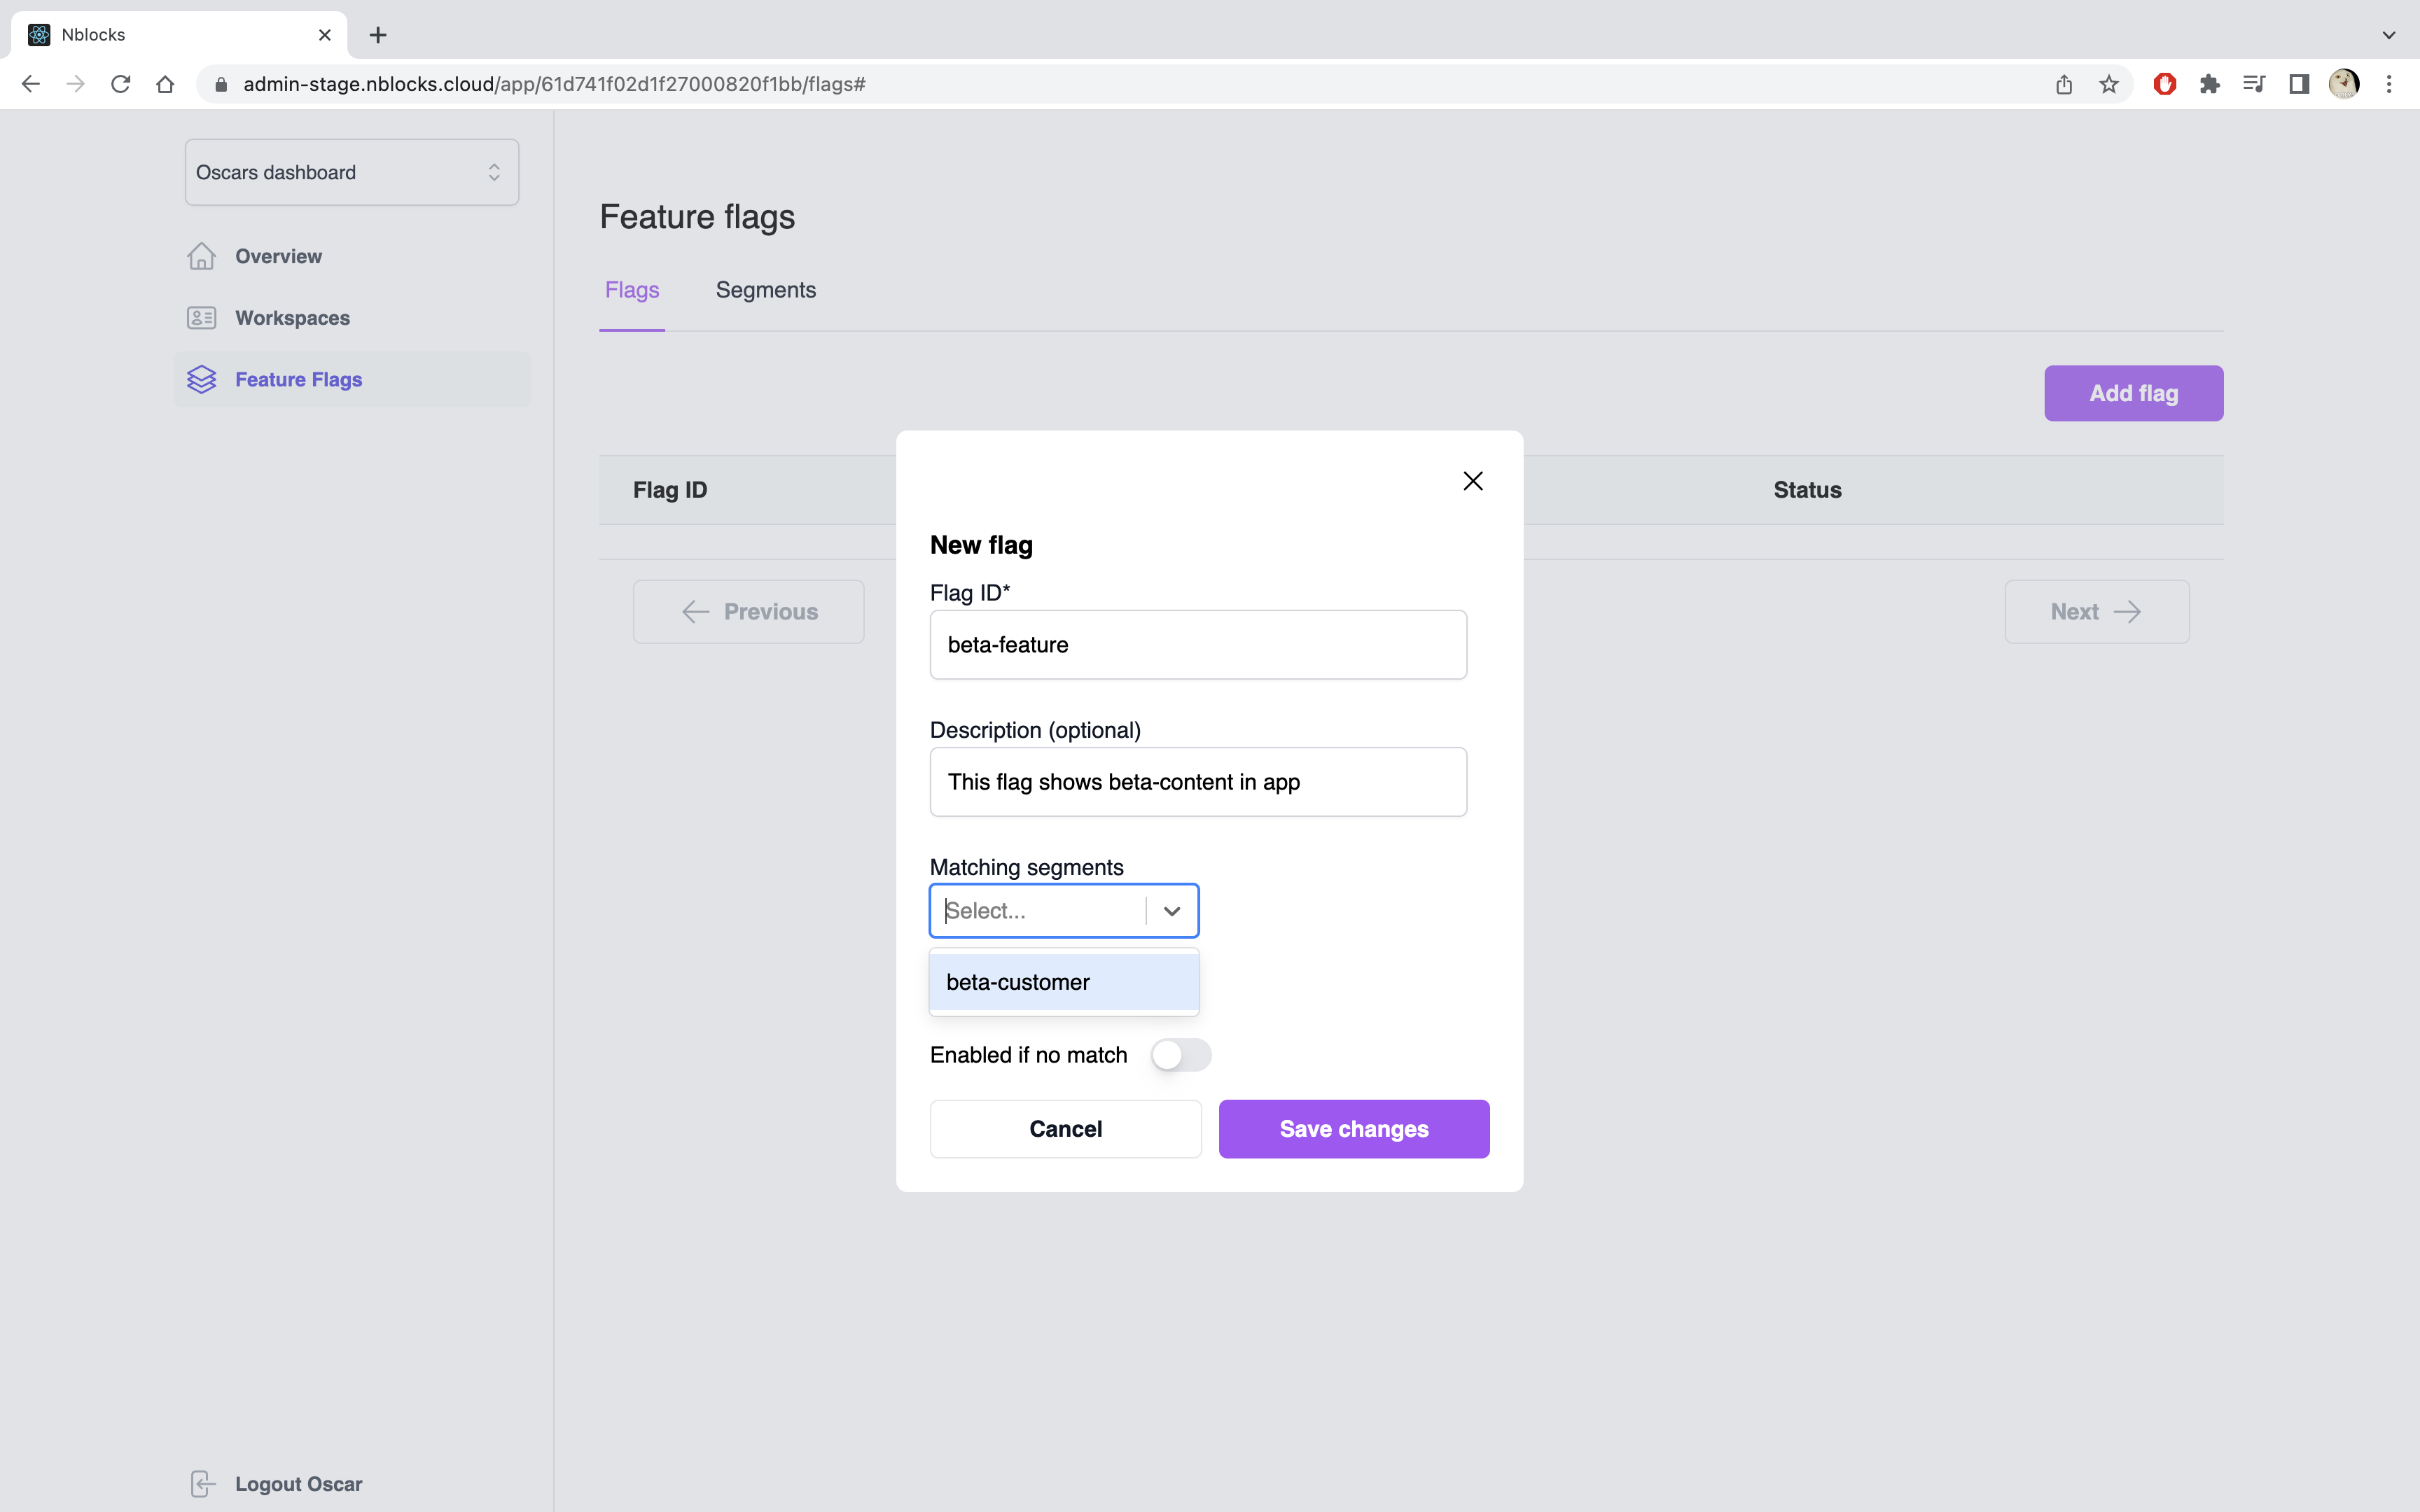 Nblocks
admin-stage.nblocks.cloud/app/61d741f02d1f27000820f1bb/flags#
Oscars dashboard
Overview
Workspaces
Feature Flags
Logout Oscar
Feature flags
Flags Segments
Add flag
Flag ID Status
Previous Next
New flag
Flag ID*
beta-feature
Description (optional)
This flag shows beta-content in app
Matching segments
Select...
beta-customer
Enabled if no match
Cancel Save changes